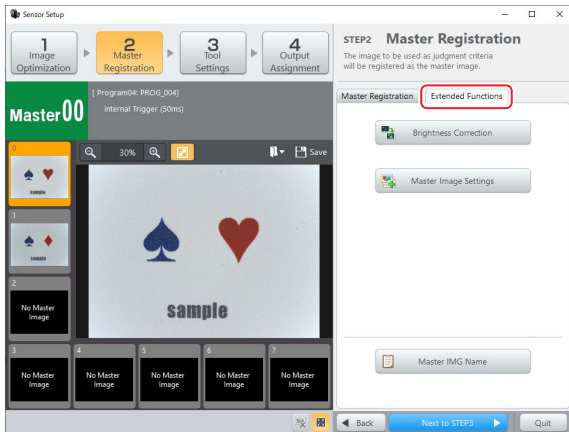 Sensor Setup
1
Image
Optimization
2
Master
Registration
3
Tool
Settings
4
Output
Assignment
STEP2 Master Registration
The image to be used as judgment criteria
will be registered as the master image.
Master Registration
Extended Functions
Master00
[ Program04: PROG_004]
Internal Trigger (50ms)
30%
Save
Brightness Correction
Master Image Settings
Master IMG Name
0
sample
1
sample
2
No Master
Image
sample
3
No Master
Image
4
No Master
Image
5
No Master
Image
6
No Master
Image
7
No Master
Image
Back
Next to STEP3
Quit